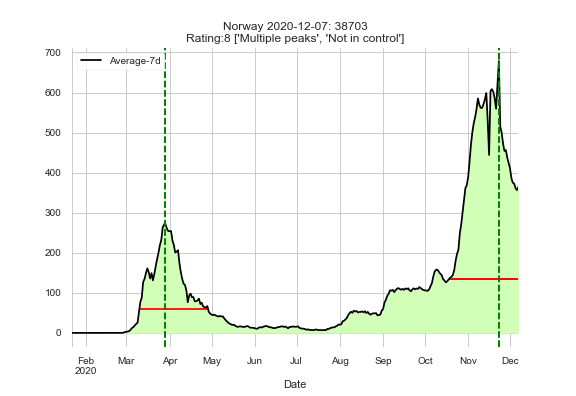 Norway 2020-12-07: 38703
Rating:8 ['Multiple peaks', 'Not in control']
Average-7d
700
600
500
400
300
200
100
0
Feb Mar Apr May Jun Jul Aug Sep Oct Nov Dec
2020
Date